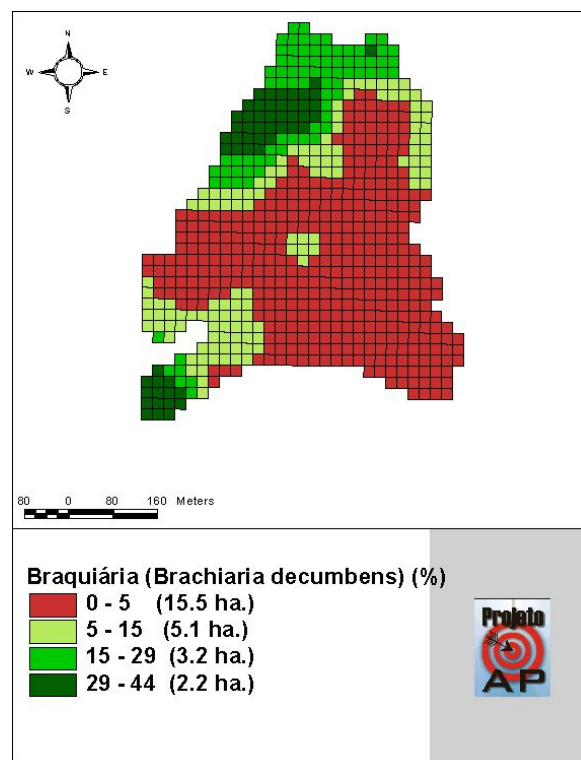 N
W E
S
80 0 80 160 Meters
Braquiária (Brachiaria decumbens) (%)
0 - 5 (15.5 ha.)
5 - 15 (5.1 ha.)
15 - 29 (3.2 ha.)
29 - 44 (2.2 ha.)
Projeto
AP